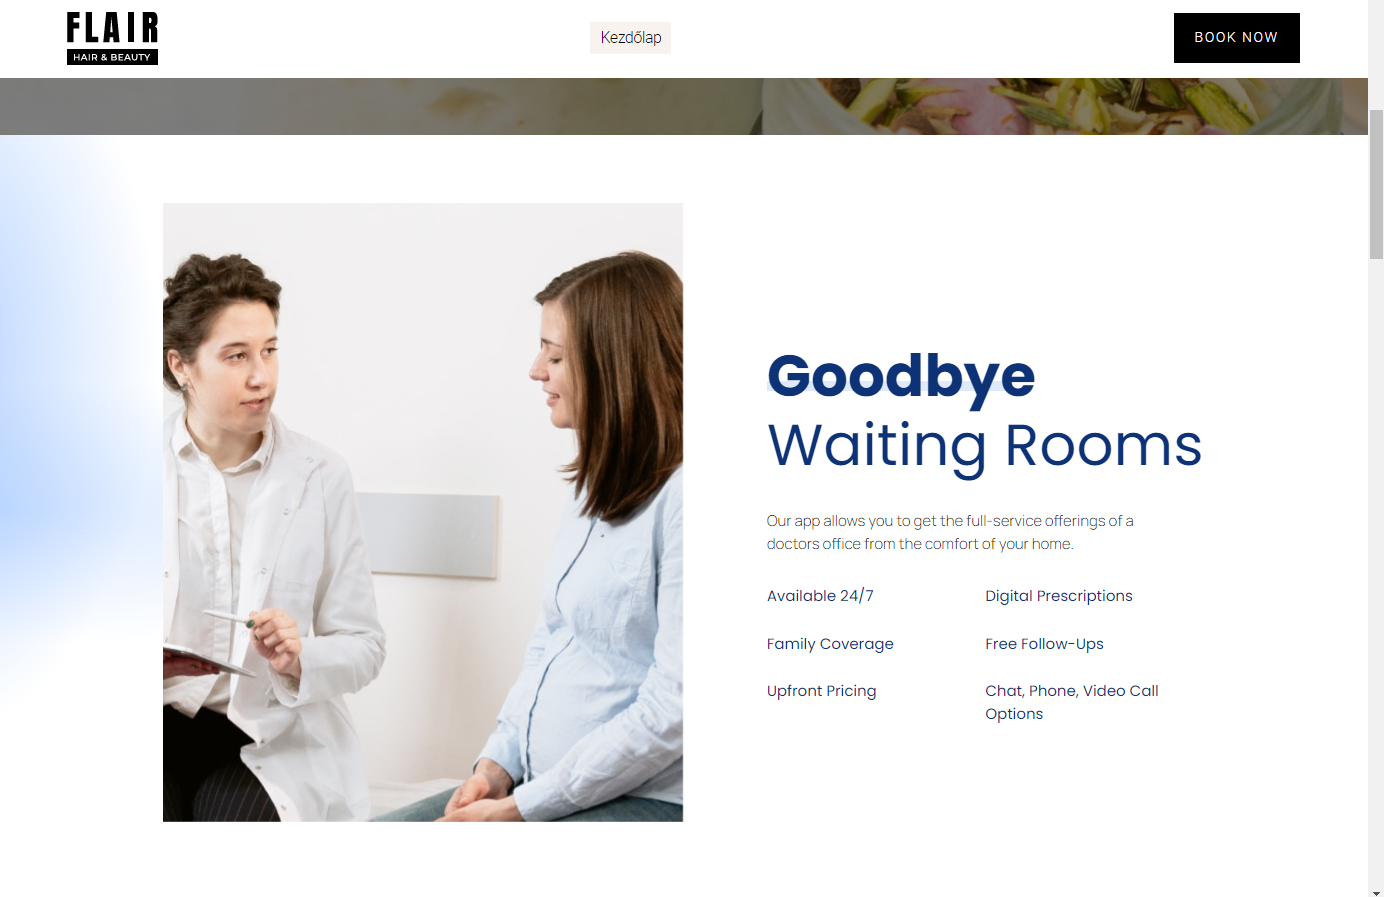 FLAIR
HAIR & BEAUTY
Kezdőlap
BOOK NOW
Goodbye
Waiting Rooms
Our app allows you to get the full-service offerings of a
doctors office from the comfort of your home.
Available 24/7
Digital Prescriptions
Family Coverage
Free Follow-Ups
Upfront Pricing
Chat, Phone, Video Call
Options